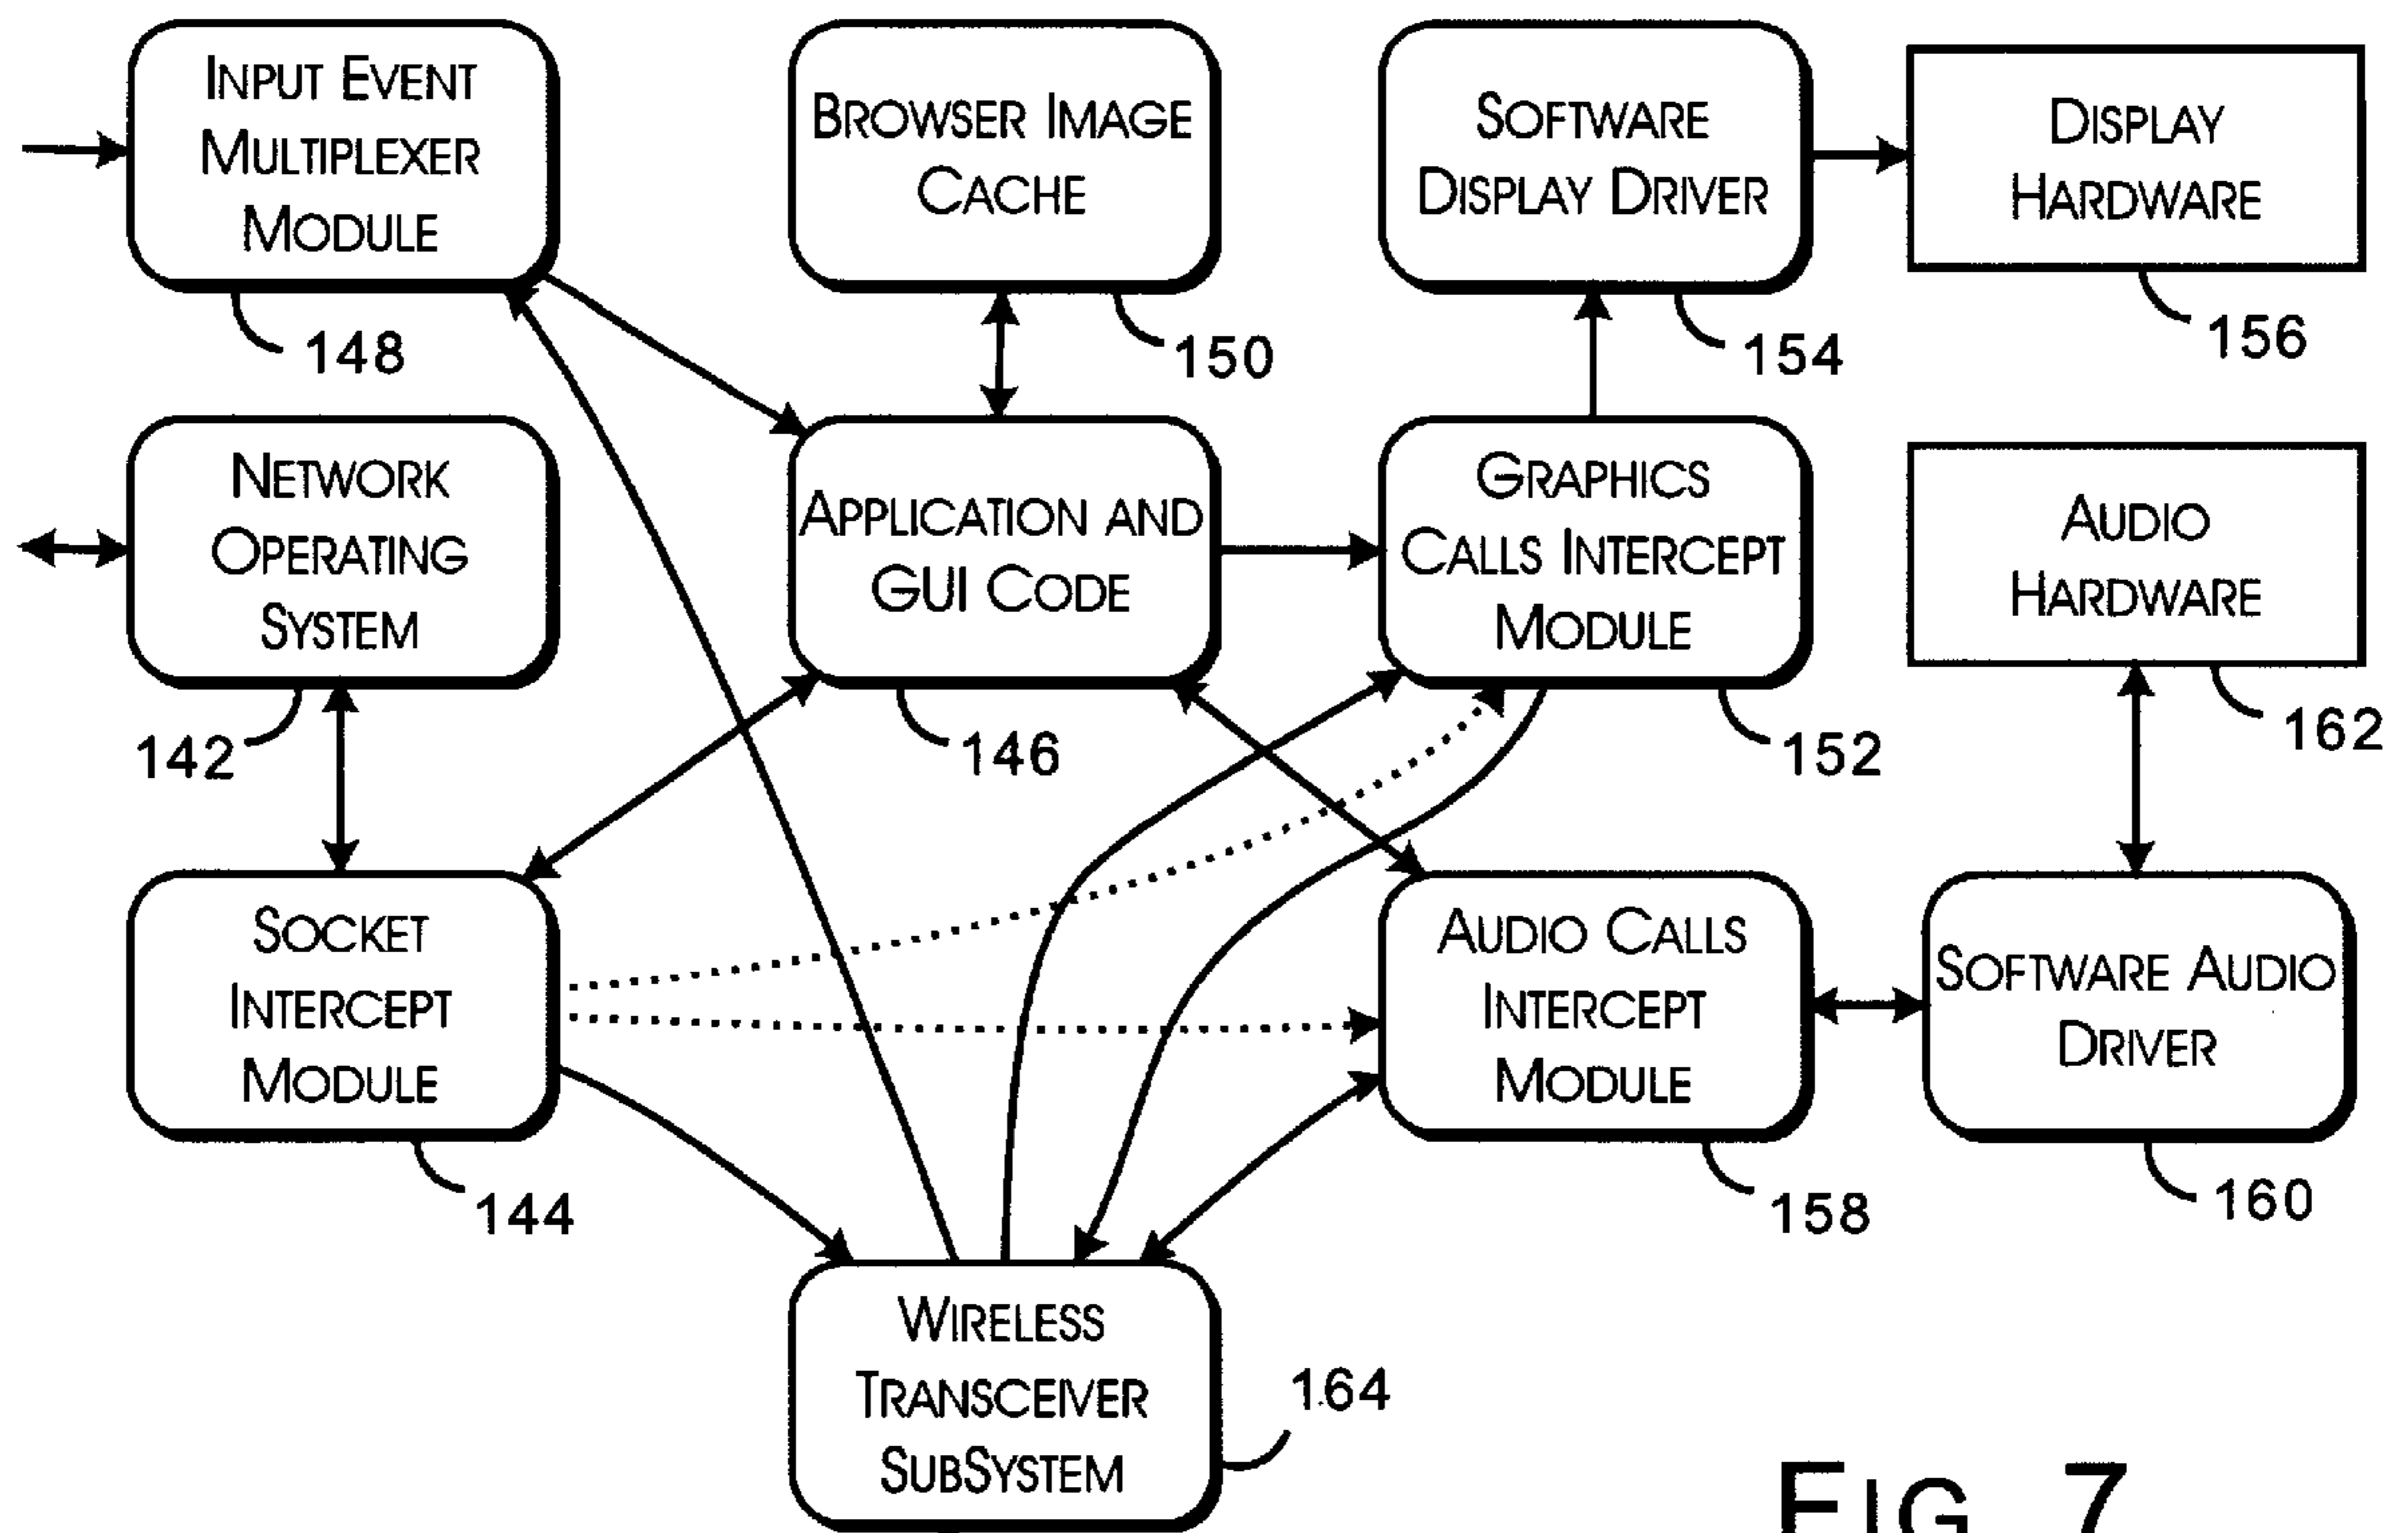 INPUT EVENT
MULTIPLEXER
MODULE
148
BROWSER IMAGE
CACHE
150
SOFTWARE
DISPLAY DRIVER
154
DISPLAY
HARDWARE
156
NETWORK
OPERATING
SYSTEM
142
APPLICATION AND
GUI CODE
146
GRAPHICS
CALLS INTERCEPT
MODULE
152
AUDIO
HARDWARE
162
SOCKET
INTERCEPT
MODULE
144
AUDIO CALLS
INTERCEPT
MODULE
158
SOFTWARE AUDIO
DRIVER
160
WIRELESS
TRANSCEIVER
SUBSYSTEM
164
FIG 7